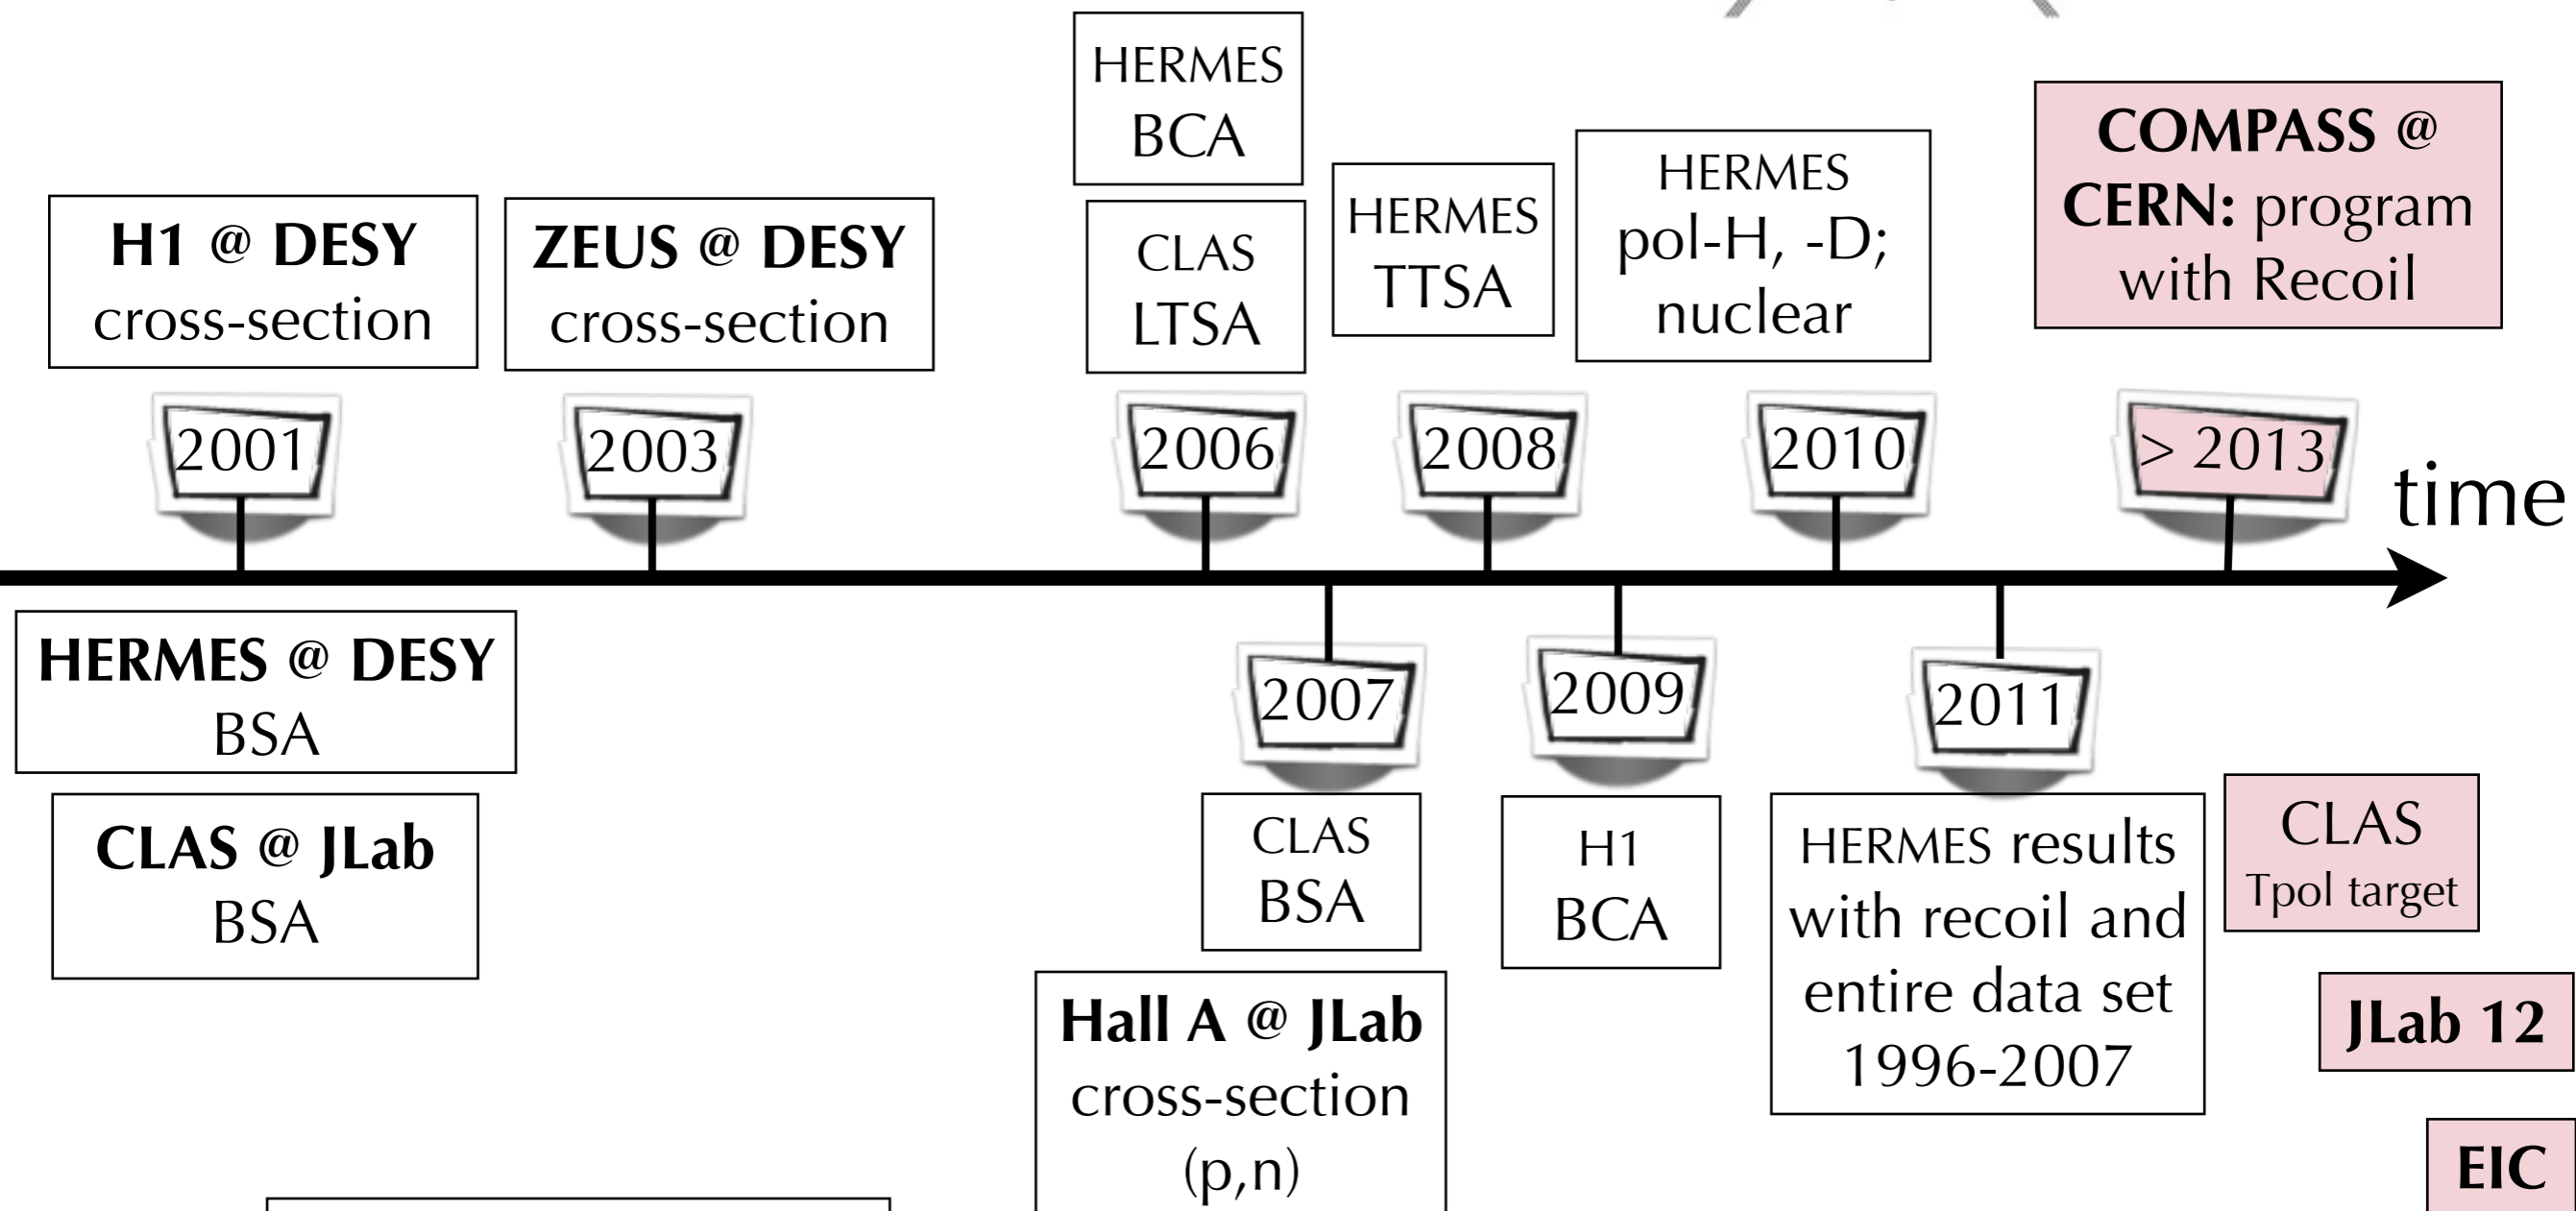 HERMES
BCA
H1 @ DESY
cross-section
ZEUS @ DESY
cross-section
CLAS
LTSA
HERMES
TTSA
HERMES
pol-H, -D;
nuclear
COMPASS @
CERN: program
with Recoil
2001
2003
2006
2008
2010
> 2013
time
HERMES @ DESY
BSA
CLAS @ JLab
BSA
2007
2009
2011
CLAS
BSA
Hall A @ JLab
cross-section
(p,n)
H1
BCA
HERMES results
with recoil and
entire data set
1996-2007
CLAS
Tpol target
JLab 12
EIC